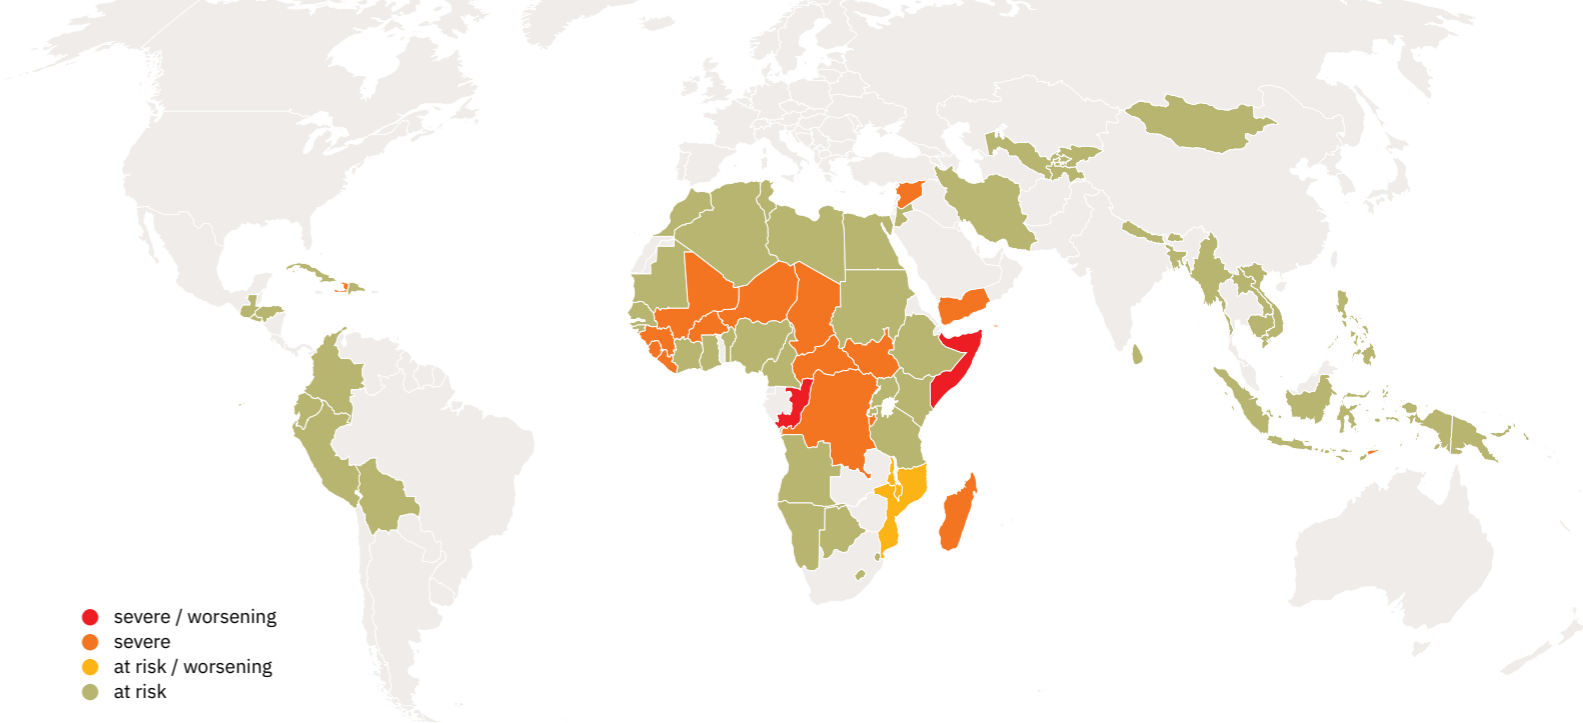 severe / worsening
severe
at risk / worsening
at risk